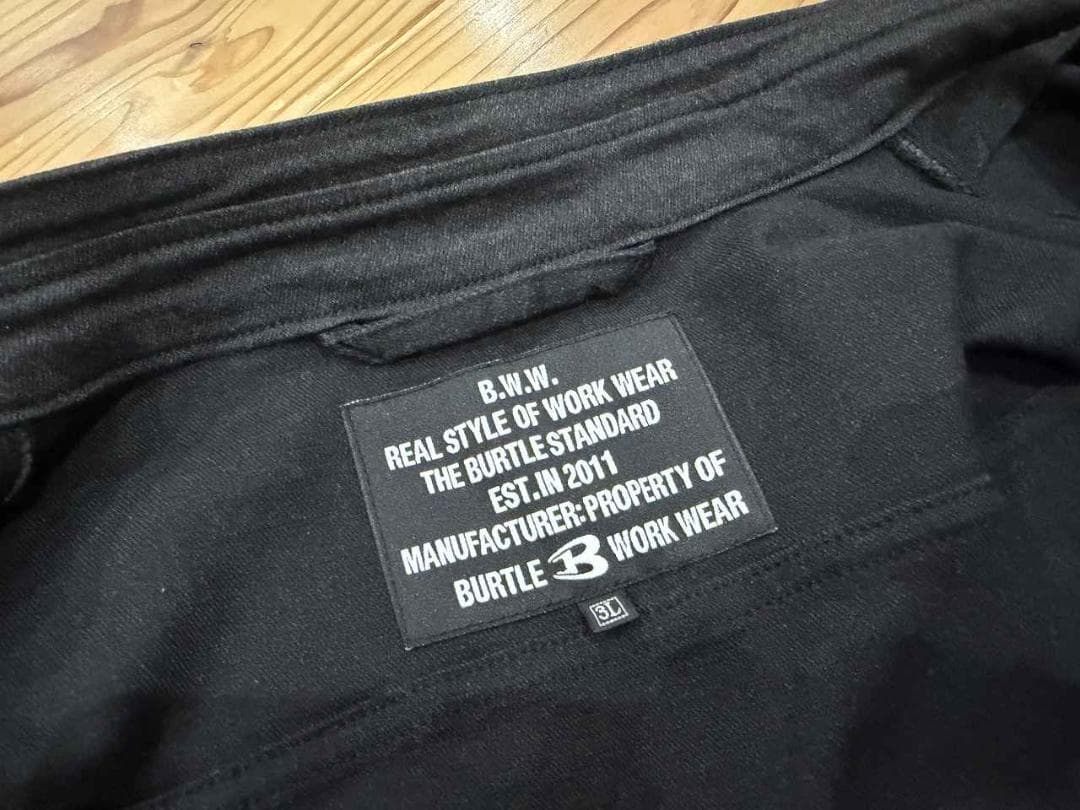 B.W.W.
REAL STYLE OF WORK WEAR
THE BURTLE STANDARD
EST.IN 2011
MANUFACTURER:PROPERTY OF
BURTLE B WORK WEAR
3L